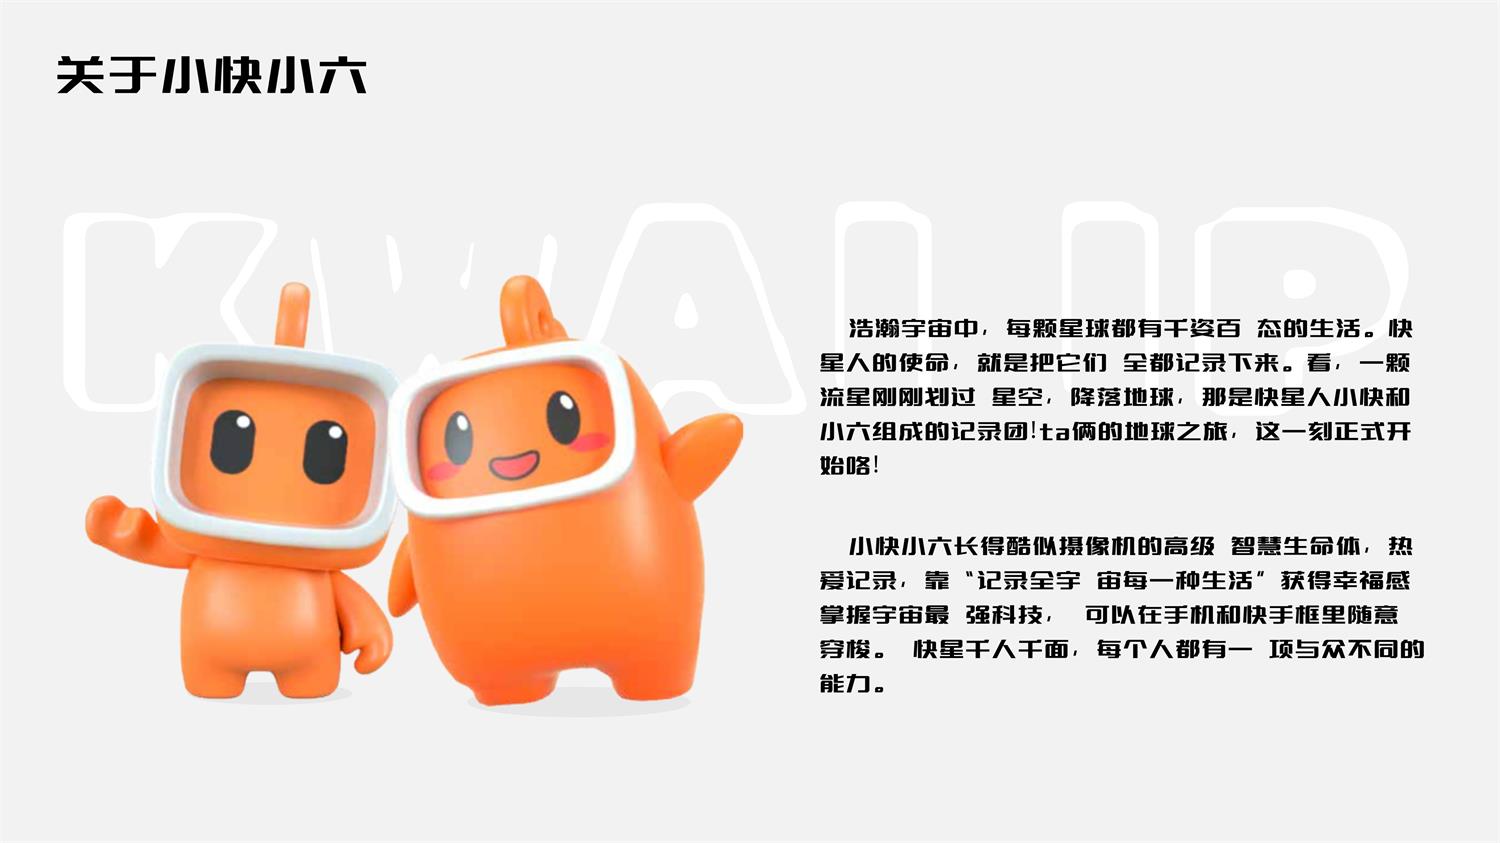 关于小快小六
KWAI IP
浩瀚宇宙中，每颗星球都有千姿百 态的生活。快
星人的使命，就是把它们 全都记录下来。看，一颗
流星刚刚划过 星空，降落地球，那是快星人小快和
小六组成的记录团!ta俩的地球之旅，这一刻正式开
始咯!
小快小六长得酷似摄像机的高级 智慧生命体，热
爱记录，靠“记录全宇 宙每一种生活”获得幸福感
掌握宇宙最 强科技， 可以在手机和快手框里随意
穿梭。 快星千人千面，每个人都有一 项与众不同的
能力。